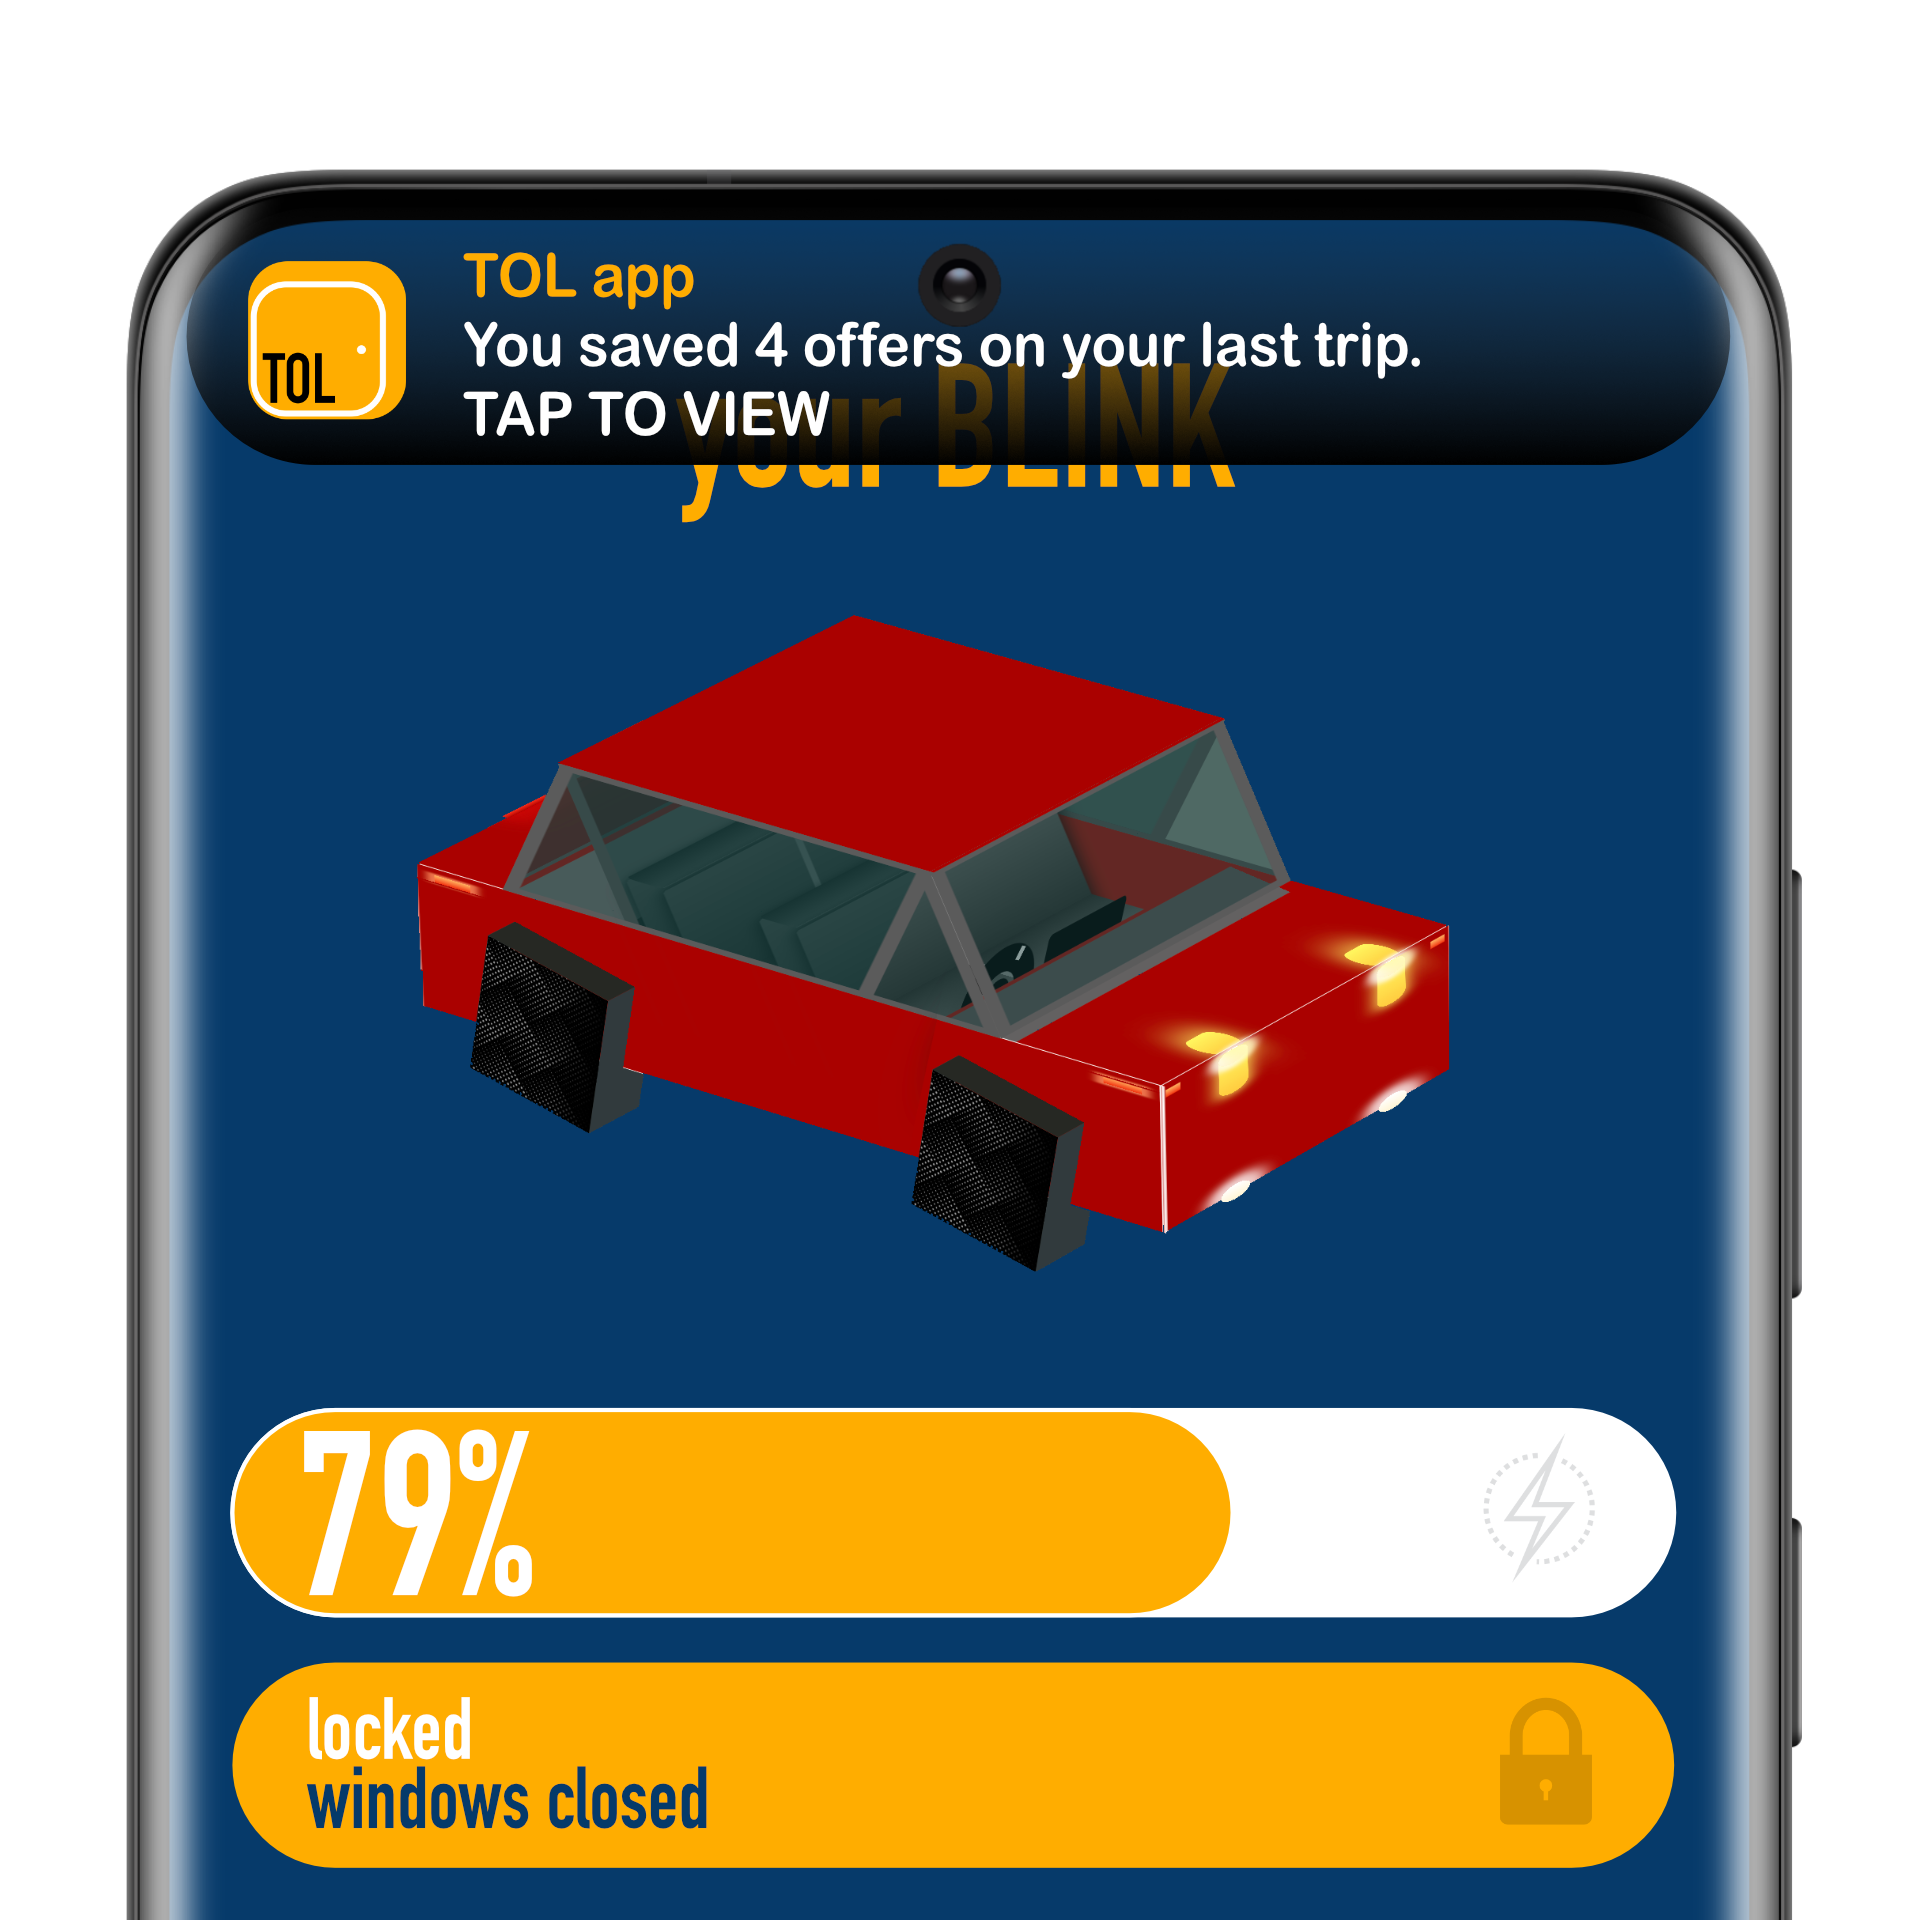 TOL
TOL app
You saved 4 offers on your last trip.
TAP TO VIEW
your BLINK
79%
locked
windows closed